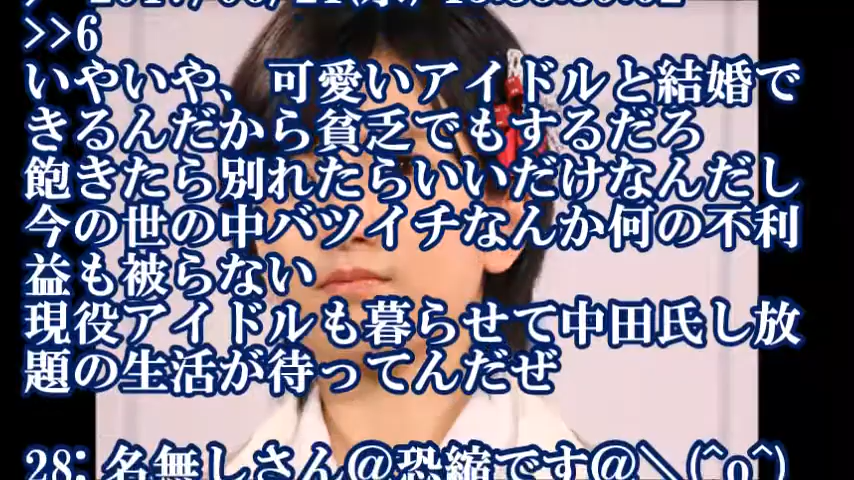 >>6
いやいや、可愛いアイドルと結婚で
きるんだから貧乏でもするだろ
飽きたら別れたらいいだけなんだし
今の世の中バツイチなんか何の不利
益も被らない
現役アイドルも暮らせて中田氏し放
題の生活が待ってんだぜ
28: 名無しさん@恐縮です@＼(^o^)